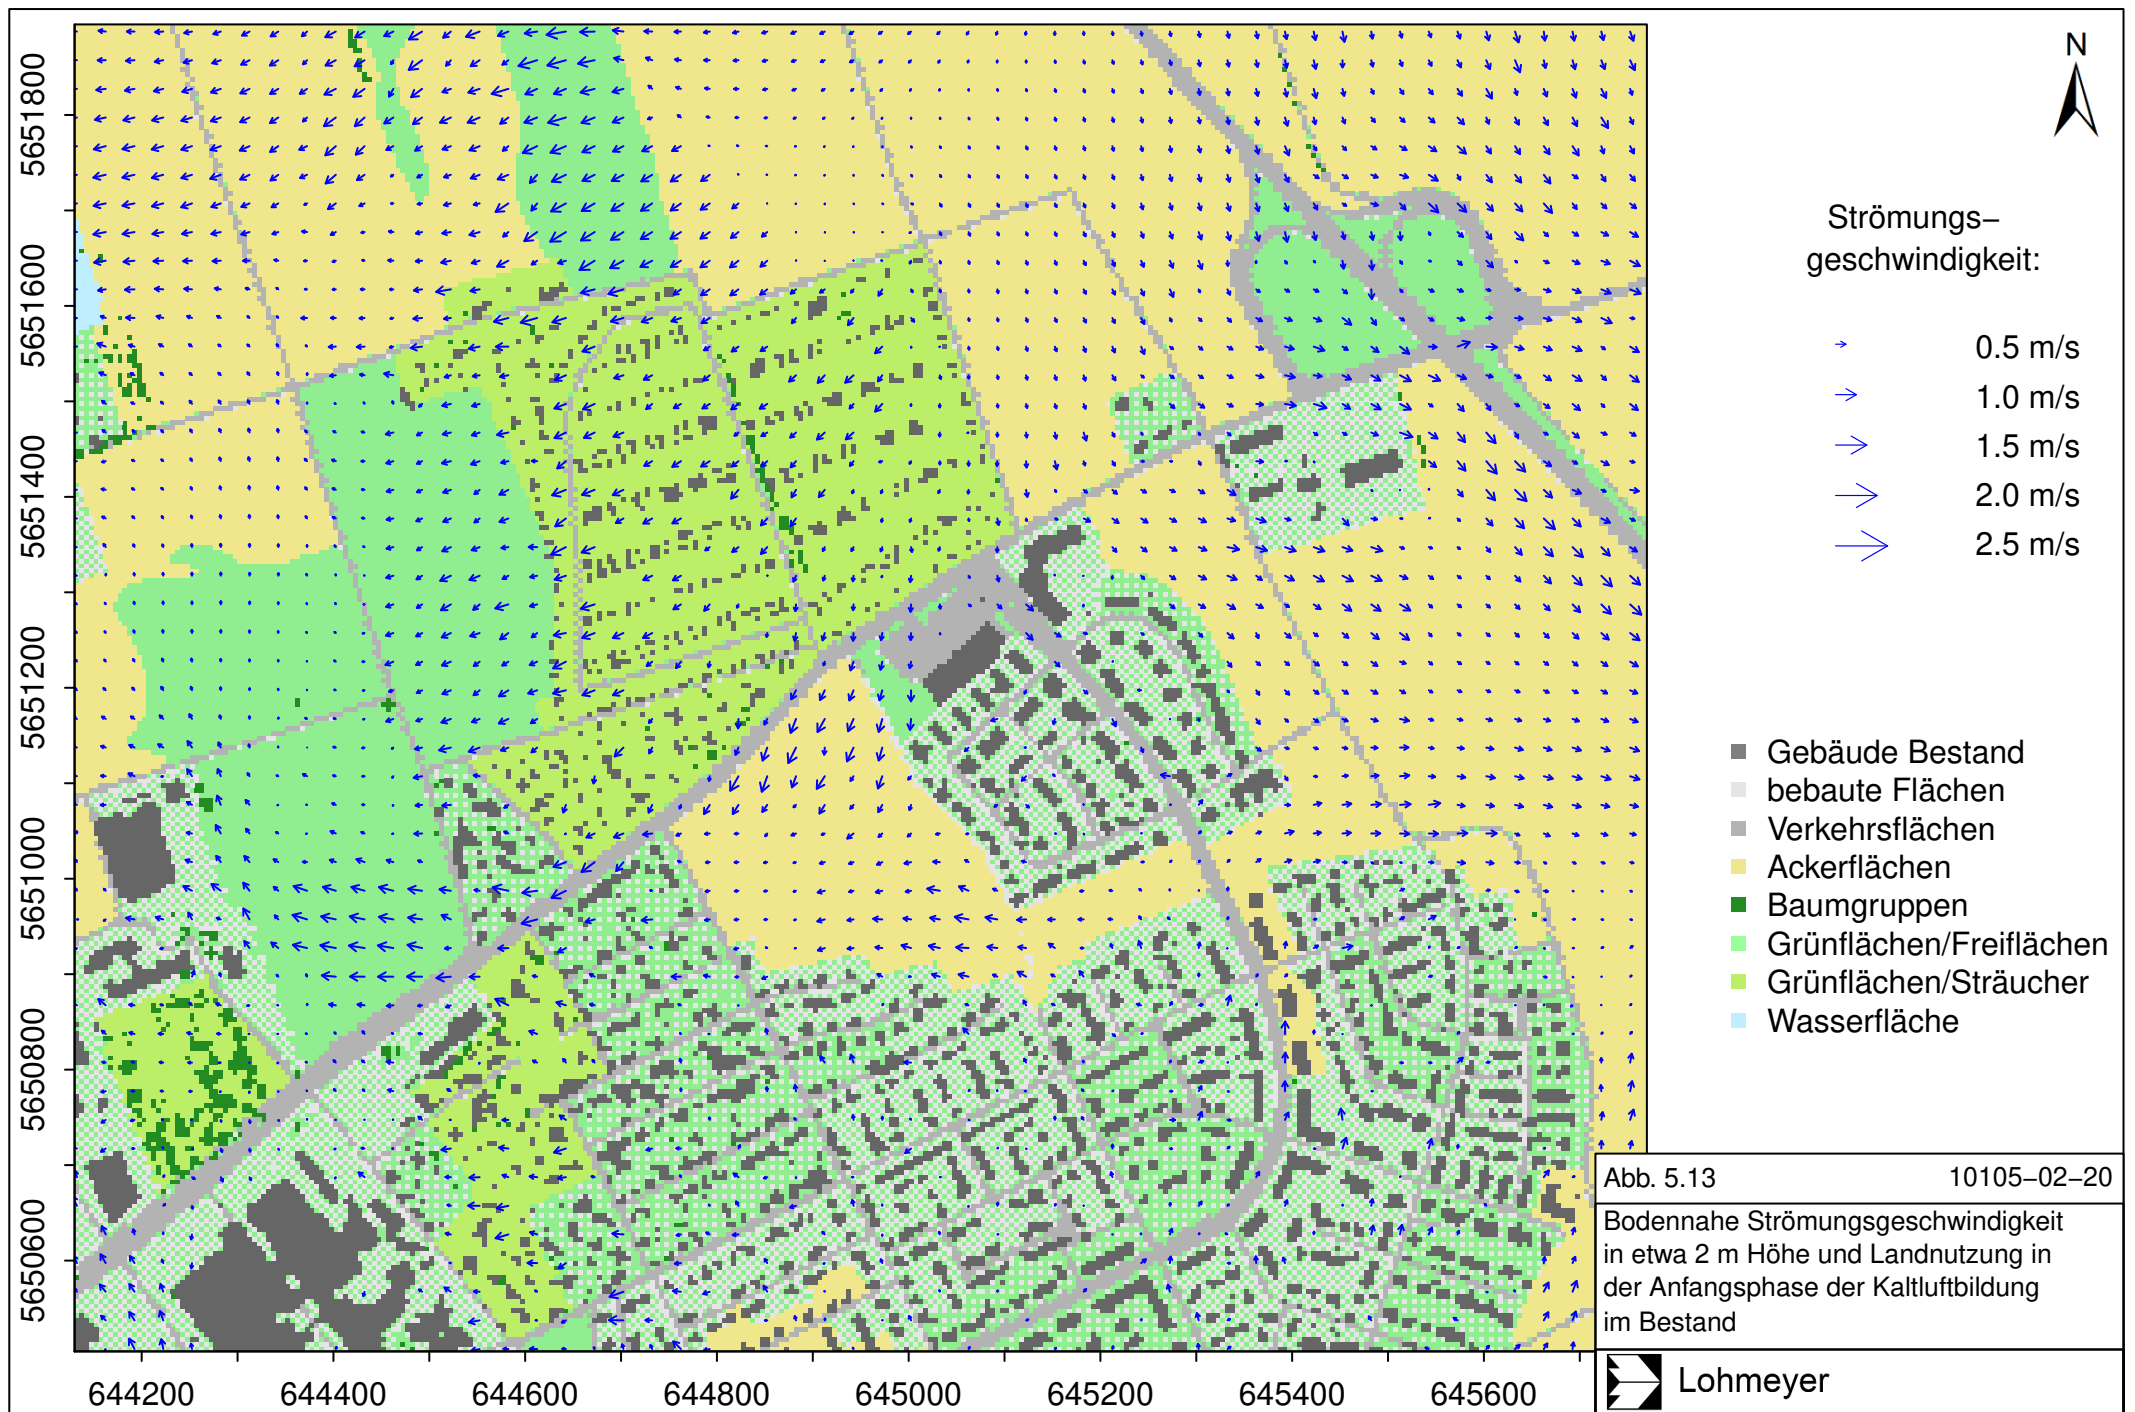 5651800
5651600
5651400
5651200
5651000
5650800
5650600
644200
644400
644600
644800
645000
645200
645400
645600
N
Strömungs–
geschwindigkeit:
0.5 m/s
1.0 m/s
1.5 m/s
2.0 m/s
2.5 m/s
Gebäude Bestand
bebaute Flächen
Verkehrsflächen
Ackerflächen
Baumgruppen
Grünflächen/Freiflächen
Grünflächen/Sträucher
Wasserfläche
Abb. 5.13 10105–02–20
Bodennahe Strömungsgeschwindigkeit
in etwa 2 m Höhe und Landnutzung in
der Anfangsphase der Kaltluftbildung
im Bestand
Lohmeyer